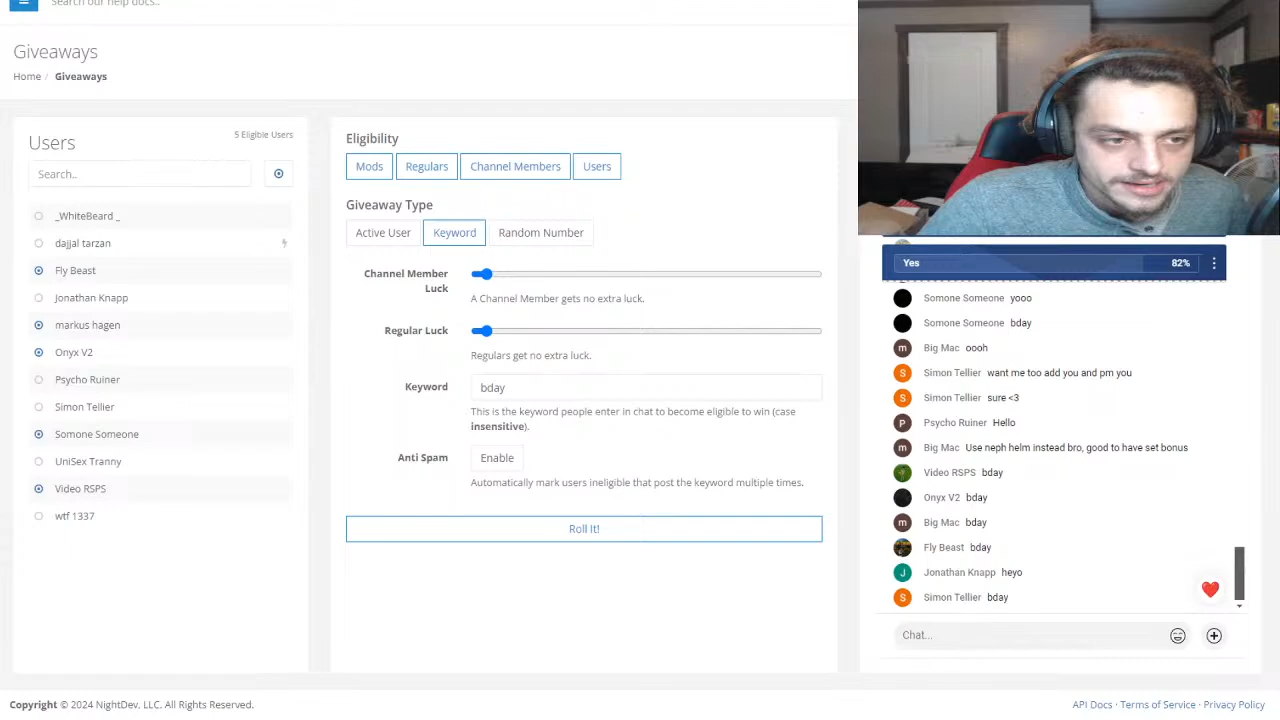 Search our help docs..
Giveaways
Home / Giveaways
Users
5 Eligible Users
Search..
_WhiteBeard _
dajjal tarzan
Fly Beast
Jonathan Knapp
markus hagen
Onyx V2
Psycho Ruiner
Simon Tellier
Somone Someone
UniSex Tranny
Video RSPS
wtf 1337
Eligibility
Mods
Regulars
Channel Members
Users
Giveaway Type
Active User
Keyword
Random Number
Channel Member
Luck
A Channel Member gets no extra luck.
Regular Luck
Regulars get no extra luck.
Keyword
bday
This is the keyword people enter in chat to become eligible to win (case
insensitive).
Anti Spam
Enable
Automatically mark users ineligible that post the keyword multiple times.
Roll It!
Yes 82%
Somone Someone yooo
Somone Someone bday
m Big Mac oooh
S Simon Tellier want me too add you and pm you
S Simon Tellier sure <3
P Psycho Ruiner Hello
m Big Mac Use neph helm instead bro, good to have set bonus
Video RSPS bday
Onyx V2 bday
m Big Mac bday
Fly Beast bday
J Jonathan Knapp heyo
S Simon Tellier bday
Chat...
Copyright © 2024 NightDev, LLC. All Rights Reserved.
API Docs · Terms of Service · Privacy Policy